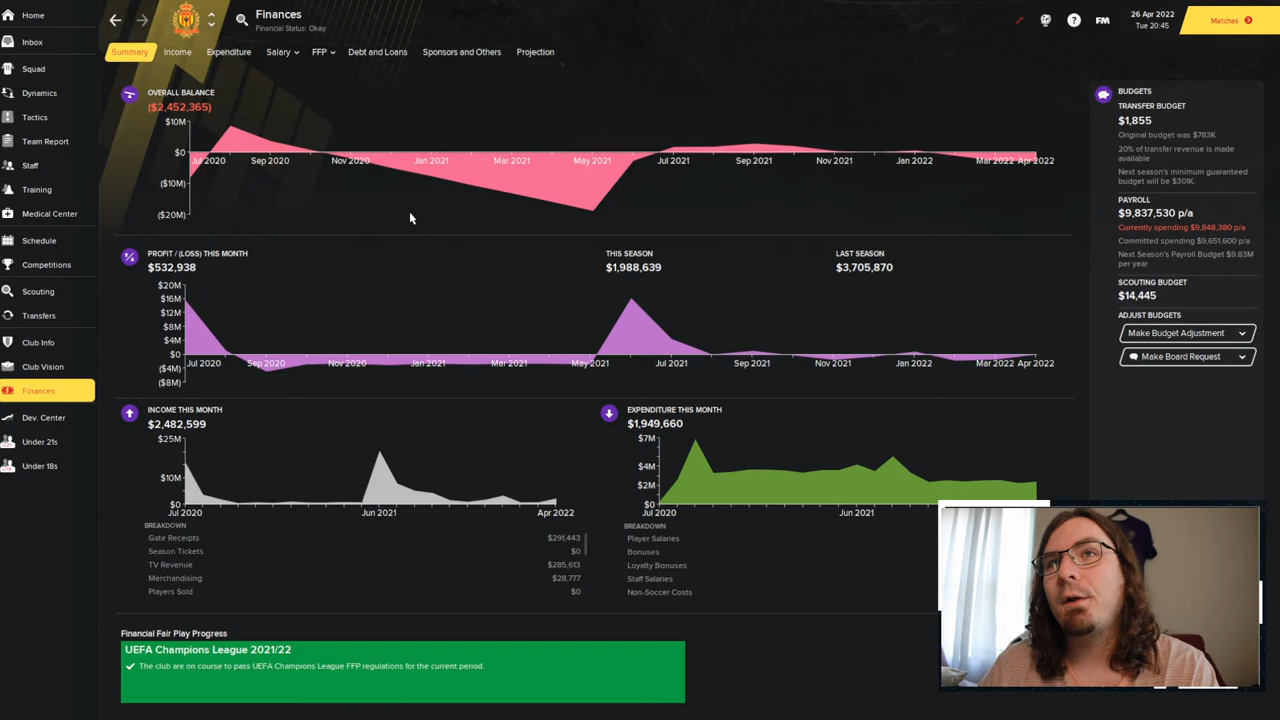 Home
Inbox
Squad
Dynamics
Tactics
Team Report
Staff
Training
Medical Center
Schedule
Competitions
Scouting
Transfers
Club Info
Club Vision
Finances
Dev. Center
Under 21s
Under 18s
Finances
Financial Status: Okay
FM
26 Apr 2022
Tue 20:45
Matches
Summary Income Expenditure Salary FFP Debt and Loans Sponsors and Others Projection
OVERALL BALANCE
($2,452,365)
$10M
$0
($10M)
($20M)
Jul 2020 Sep 2020 Nov 2020 Jan 2021 Mar 2021 May 2021 Jul 2021 Sep 2021 Nov 2021 Jan 2022 Mar 2022 Apr 2022
PROFIT / (LOSS) THIS MONTH
$532,938
THIS SEASON
$1,988,639
LAST SEASON
$3,705,870
$20M
$16M
$12M
$8M
$4M
$0
($4M)
($8M)
Jul 2020 Sep 2020 Nov 2020 Jan 2021 Mar 2021 May 2021 Jul 2021 Sep 2021 Nov 2021 Jan 2022 Mar 2022 Apr 2022
INCOME THIS MONTH
$2,482,599
$25M
$10M
$0
Jul 2020 Jun 2021 Apr 2022
BREAKDOWN
Gate Receipts $291,443
Season Tickets $0
TV Revenue $285,613
Merchandising $28,777
Players Sold $0
EXPENDITURE THIS MONTH
$1,949,660
$7M
$4M
$2M
$0
Jul 2020 Jun 2021
BREAKDOWN
Player Salaries
Bonuses
Loyalty Bonuses
Staff Salaries
Non-Soccer Costs
Financial Fair Play Progress
UEFA Champions League 2021/22
The club are on course to pass UEFA Champions League FFP regulations for the current period.
BUDGETS
TRANSFER BUDGET
$1,855
Original budget was $783K
20% of transfer revenue is made
available
Next season's minimum guaranteed
budget will be $301K.
PAYROLL
$9,837,530 p/a
Currently spending $9,848,380 p/a
Committed spending $9,651,600 p/a
Next Season's Payroll Budget $9.83M
per year
SCOUTING BUDGET
$14,445
ADJUST BUDGETS
Make Budget Adjustment
Make Board Request